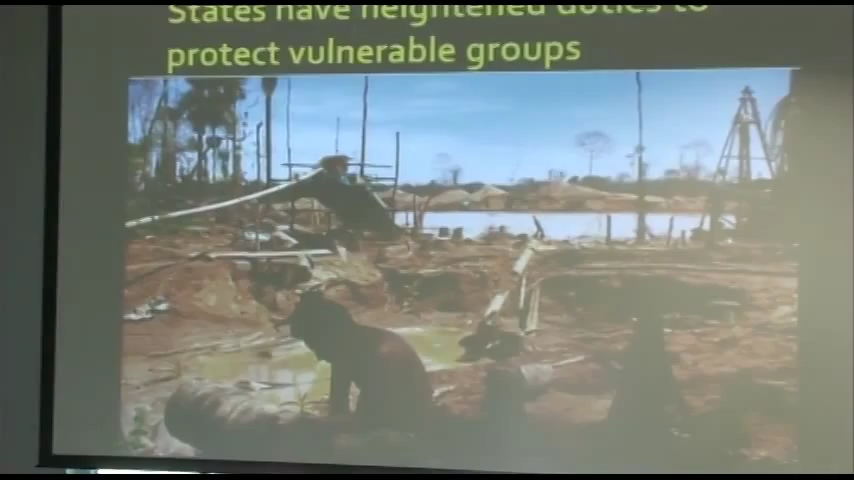 States have heightened duties to
protect vulnerable groups